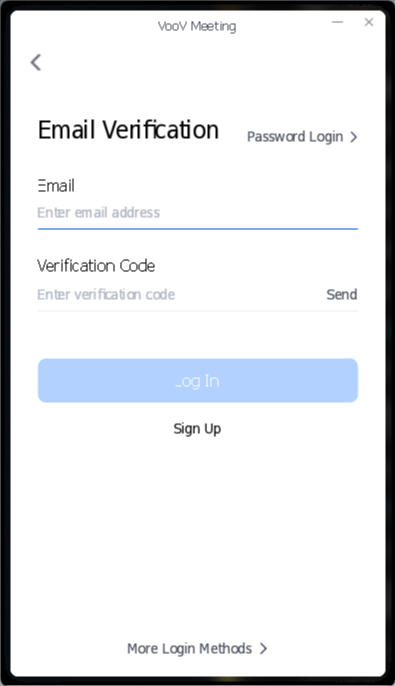 VooV Meeting
Email Verification
Password Login
Email
Enter email address
Verification Code
Enter verification code
Send
Log In
Sign Up
More Login Methods